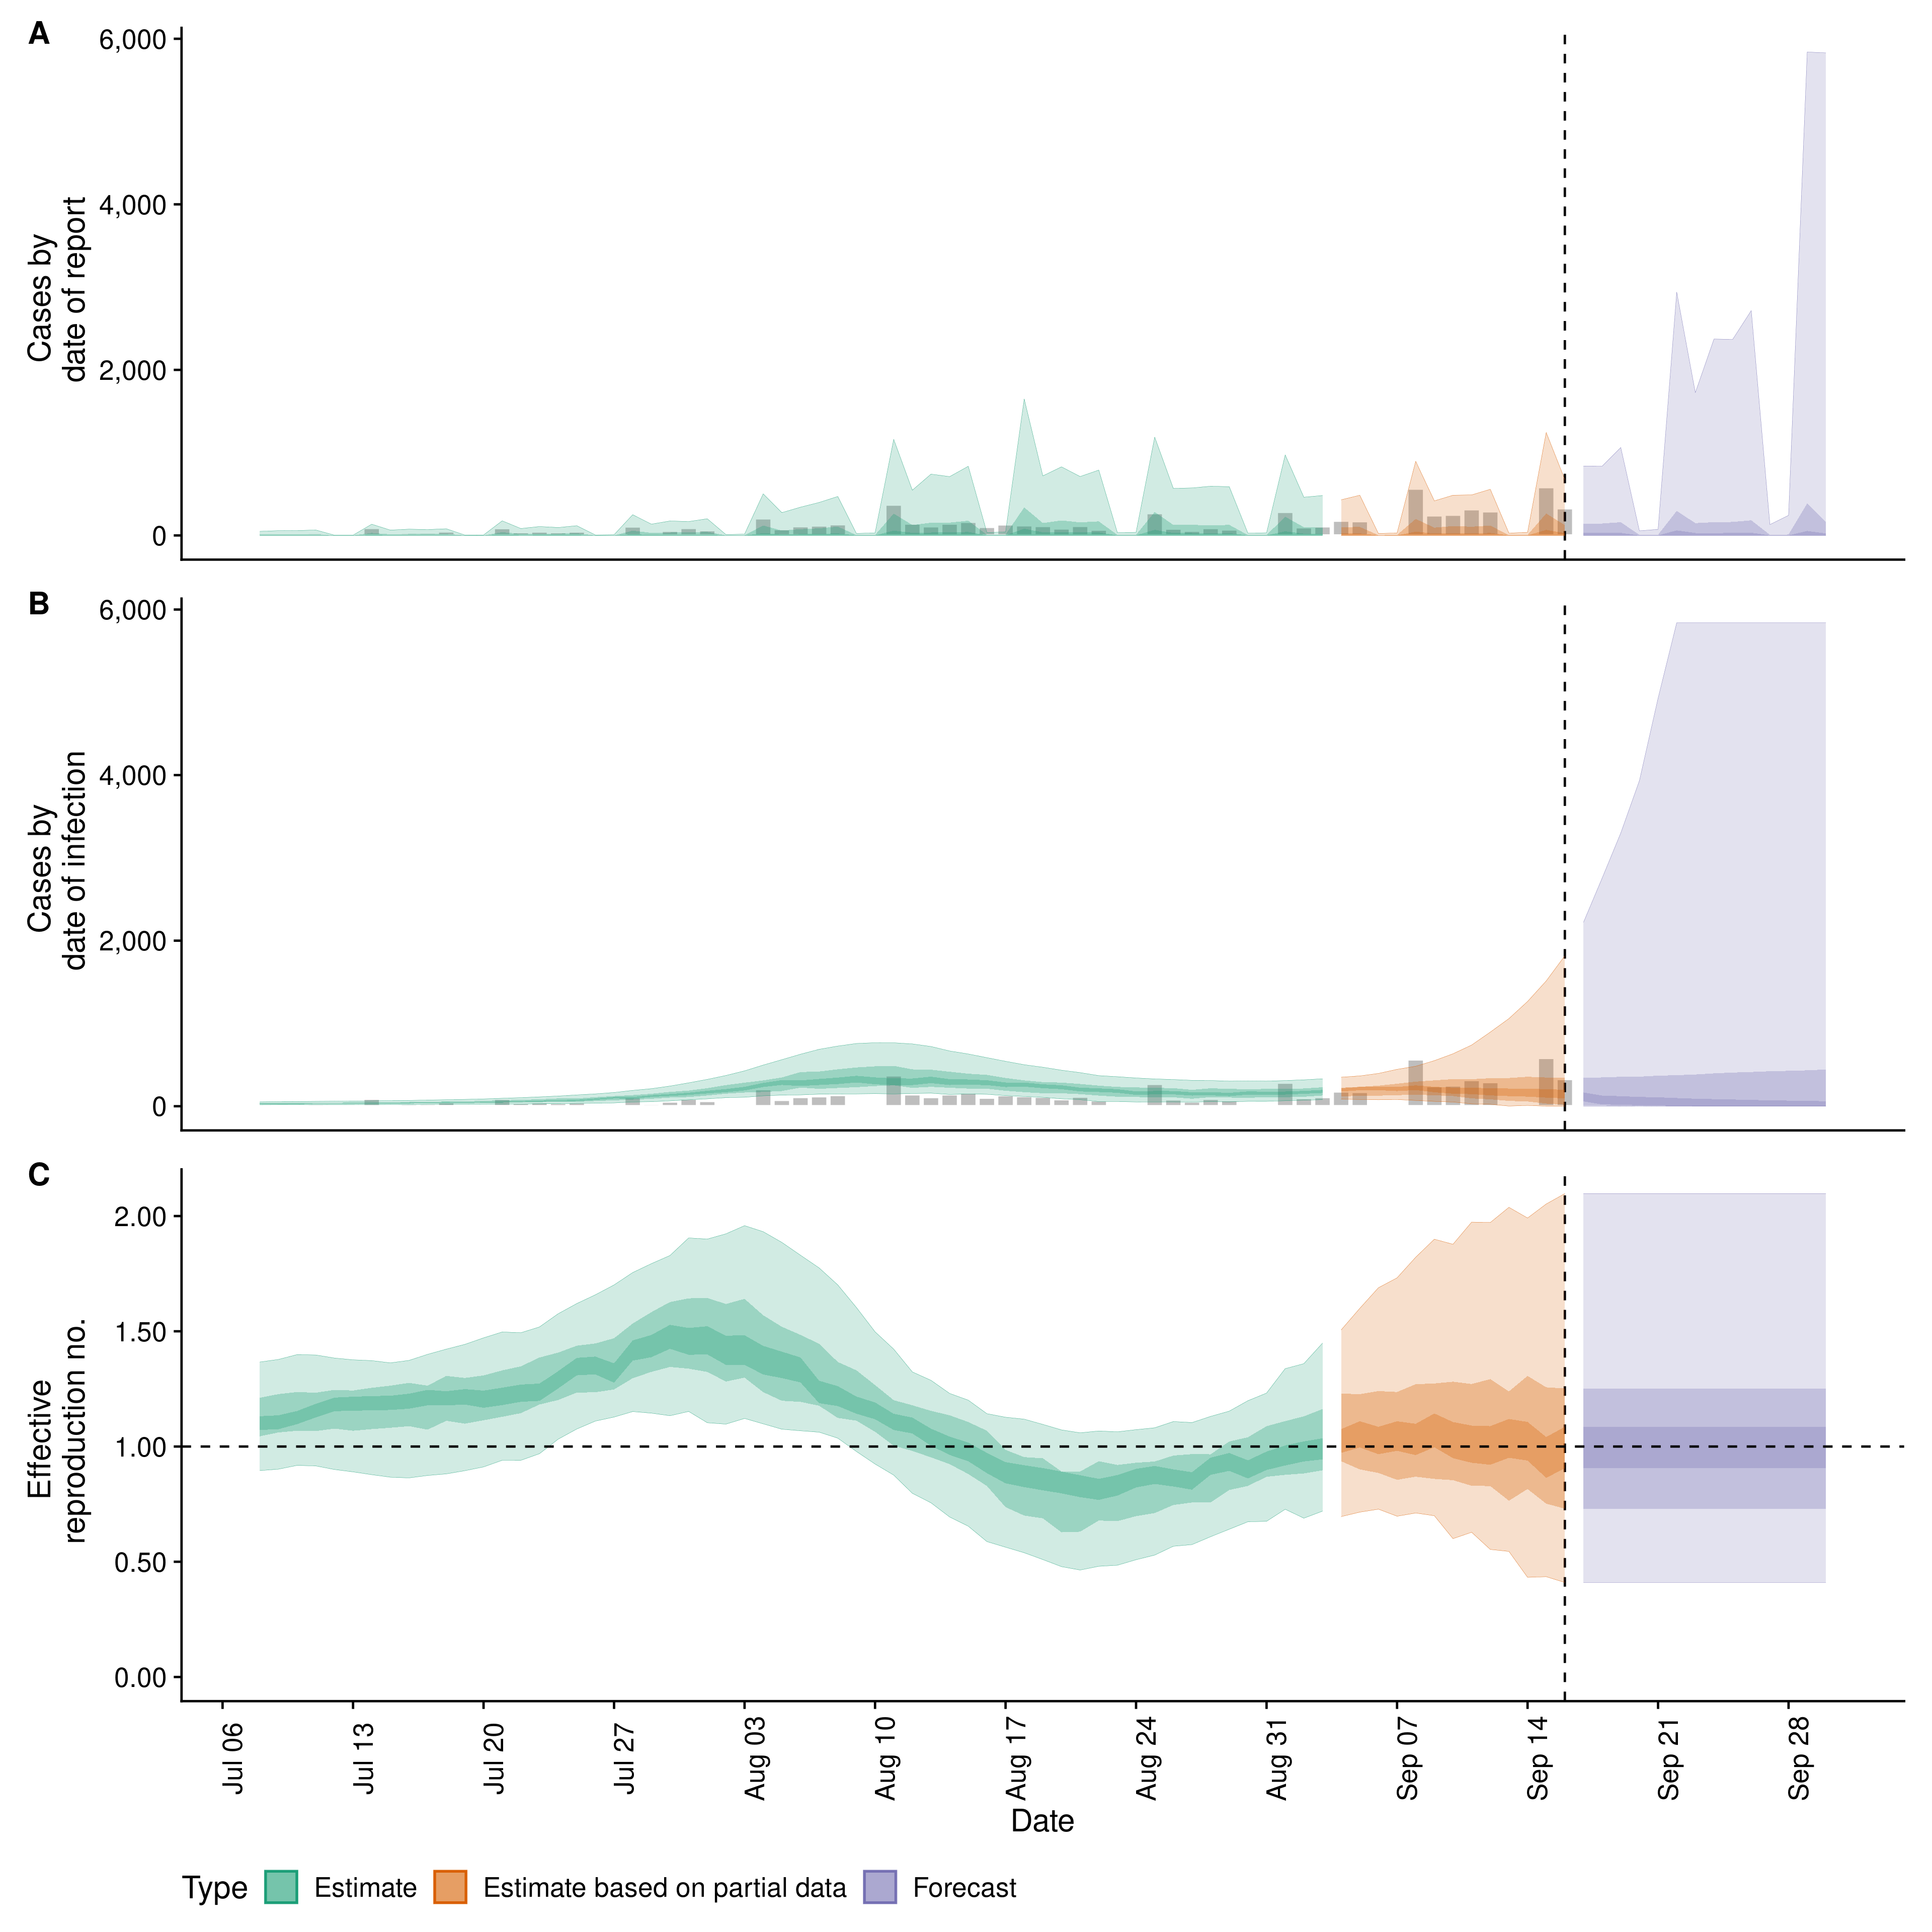 A
6,000
4,000
2,000
0
Cases by
date of report
B
6,000
4,000
2,000
0
Cases by
date of infection
C
2.00
1.50
1.00
0.50
0.00
Effective
reproduction no.
Jul 06
Jul 13
Jul 20
Jul 27
Aug 03
Aug 10
Aug 17
Aug 24
Aug 31
Sep 07
Sep 14
Sep 21
Sep 28
Date
Type Estimate Estimate based on partial data Forecast